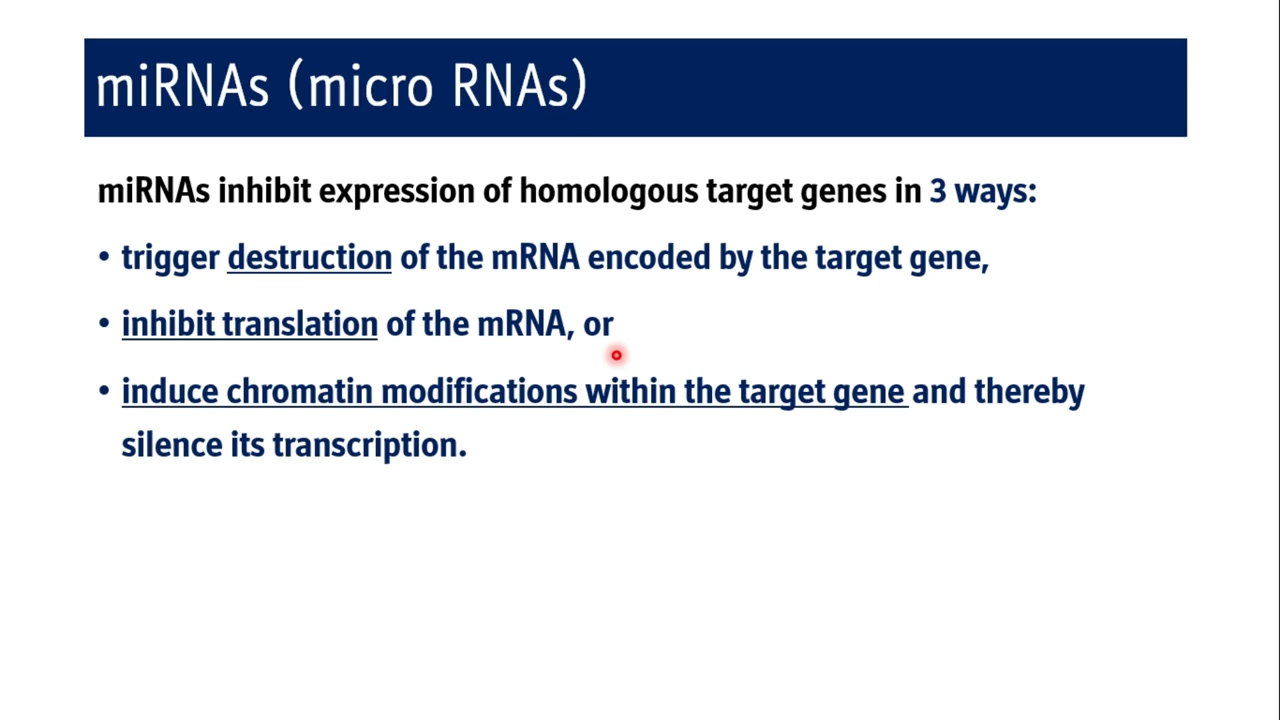 miRNAs (micro RNAs)
miRNAs inhibit expression of homologous target genes in 3 ways:
• trigger destruction of the mRNA encoded by the target gene,
• inhibit translation of the mRNA, or
• induce chromatin modifications within the target gene and thereby
silence its transcription.